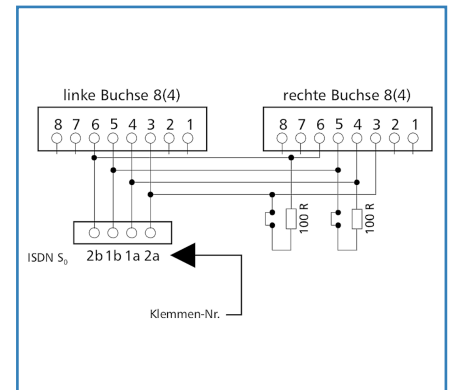 linke Buchse 8(4) rechte Buchse 8(4)
8 7 6 5 4 3 2 1 8 7 6 5 4 3 2 1
100 R 100 R
ISDN S₀ 2b 1b 1a 2a
Klemmen-Nr.